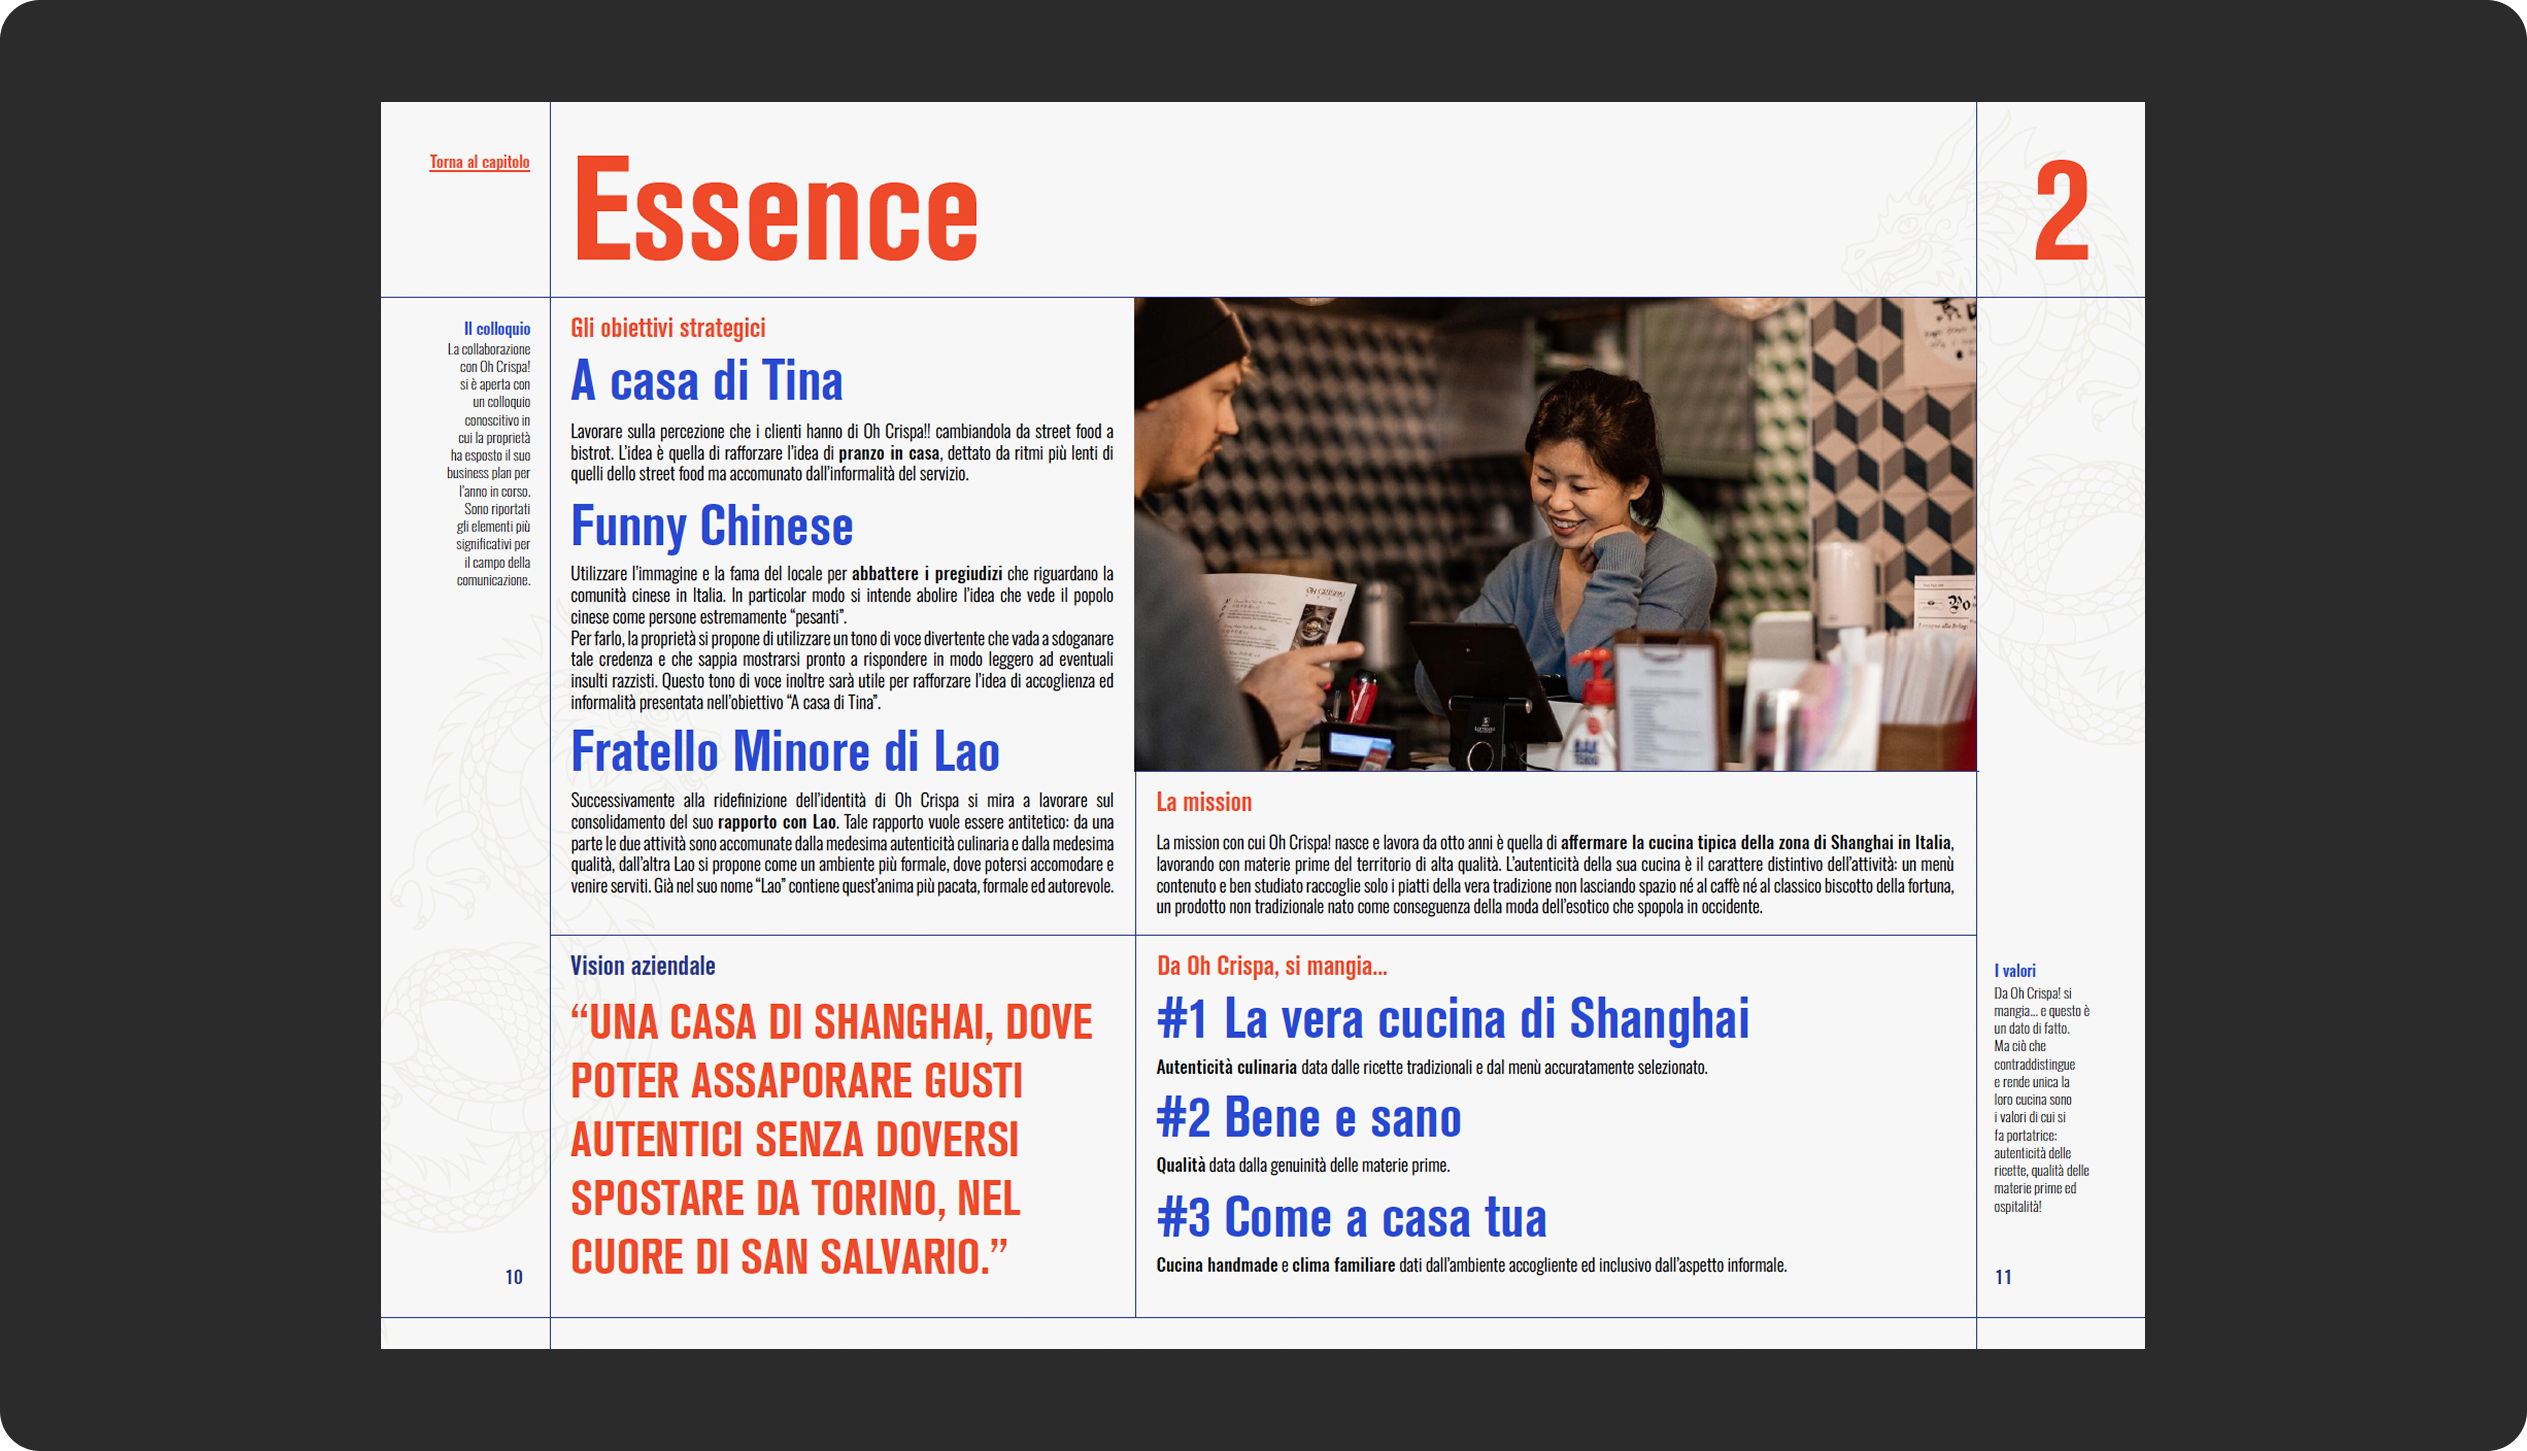 Torna al capitolo
Essence
2
Il colloquio
La collaborazione
con Oh Crispa!
si è aperta con
un colloquio
conoscitivo in
cui la proprietà
ha esposto il suo
business plan per
l'anno in corso.
Sono riportati
gli elementi più
significativi per
il campo della
comunicazione.
Gli obiettivi strategici
A casa di Tina
Lavorare sulla percezione che i clienti hanno di Oh Crispa!! cambiandola da street food a
bistrot. L'idea è quella di rafforzare l'idea di pranzo in casa, dettato da ritmi più lenti di
quelli dello street food ma accomunato dall'informalità del servizio.
Funny Chinese
Utilizzare l'immagine e la fama del locale per abbattere i pregiudizi che riguardano la
comunità cinese in Italia. In particolar modo si intende abolire l'idea che vede il popolo
cinese come persone estremamente “pesanti”.
Per farlo, la proprietà si propone di utilizzare un tono di voce divertente che vada a sdoganare
tale credenza e che sappia mostrarsi pronto a rispondere in modo leggero ad eventuali
insulti razzisti. Questo tono di voce inoltre sarà utile per rafforzare l'idea di accoglienza ed
informalità presentata nell'obiettivo “A casa di Tina”.
Fratello Minore di Lao
Successivamente alla ridefinizione dell'identità di Oh Crispa si mira a lavorare sul
consolidamento del suo rapporto con Lao. Tale rapporto vuole essere antitetico: da una
parte le due attività sono accomunate dalla medesima autenticità culinaria e dalla medesima
qualità, dall'altra Lao si propone come un ambiente più formale, dove potersi accomodare e
venire serviti. Già nel suo nome “Lao” contiene quest'anima più pacata, formale ed autorevole.
OH CRISPA!
La mission
La mission con cui Oh Crispa! nasce e lavora da otto anni è quella di affermare la cucina tipica della zona di Shanghai in Italia,
lavorando con materie prime del territorio di alta qualità. L'autenticità della sua cucina è il carattere distintivo dell'attività: un menù
contenuto e ben studiato raccoglie solo i piatti della vera tradizione non lasciando spazio né al caffè né al classico biscotto della fortuna,
un prodotto non tradizionale nato come conseguenza della moda dell'esotico che spopola in occidente.
Vision aziendale
“UNA CASA DI SHANGHAI, DOVE
POTER ASSAPORARE GUSTI
AUTENTICI SENZA DOVERSI
SPOSTARE DA TORINO, NEL
CUORE DI SAN SALVARIO.”
Da Oh Crispa, si mangia...
#1 La vera cucina di Shanghai
Autenticità culinaria data dalle ricette tradizionali e dal menù accuratamente selezionato.
#2 Bene e sano
Qualità data dalla genuinità delle materie prime.
#3 Come a casa tua
Cucina handmade e clima familiare dati dall'ambiente accogliente ed inclusivo dall'aspetto informale.
I valori
Da Oh Crispa! si
mangia... e questo è
un dato di fatto.
Ma ciò che
contraddistingue
e rende unica la
loro cucina sono
i valori di cui si
fa portatrice:
autenticità delle
ricette, qualità delle
materie prime ed
ospitalità!
10
11